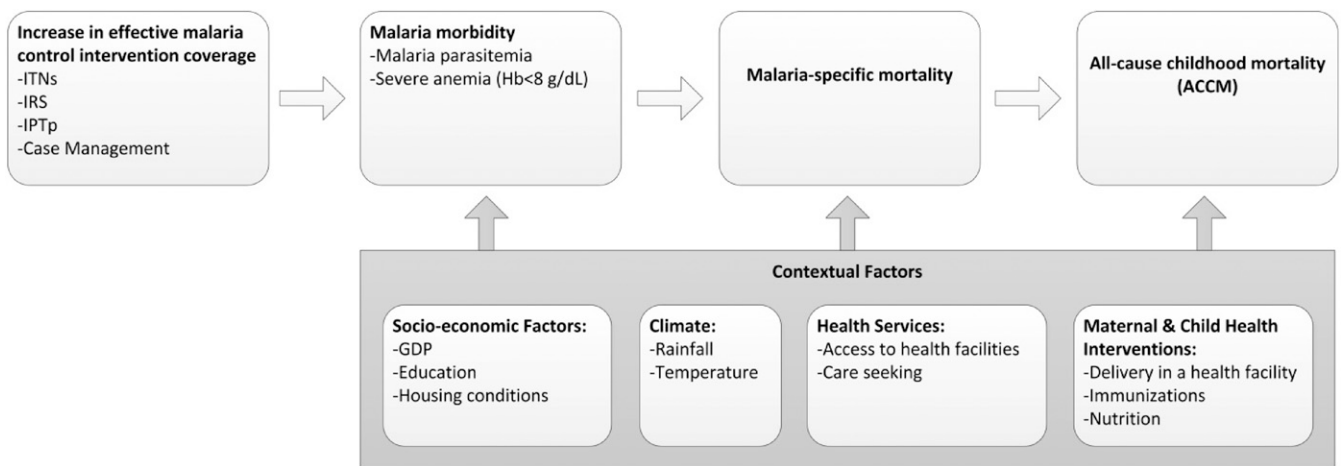 Increase in effective malaria
control intervention coverage
-ITNs
-IRS
-IPTp
-Case Management
Malaria morbidity
-Malaria parasitemia
-Severe anemia (Hb<8 g/dL)
Malaria-specific mortality
All-cause childhood mortality
(ACCM)
Contextual Factors
Socio-economic Factors:
-GDP
-Education
-Housing conditions
Climate:
-Rainfall
-Temperature
Health Services:
-Access to health facilities
-Care seeking
Maternal & Child Health
Interventions:
-Delivery in a health facility
-Immunizations
-Nutrition